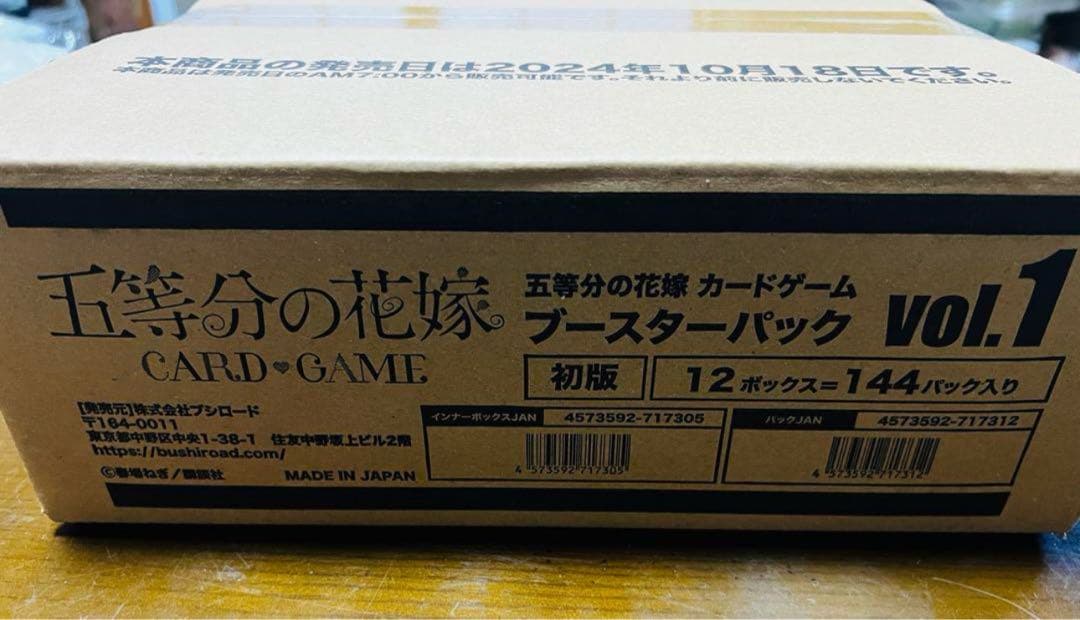 本商品の発売日は2024年10月18日です。
本商品は発売日のAM7:00から販売可能です。それより前に販売しないでください。
五等分の花嫁
CARD♥GAME
五等分の花嫁 カードゲーム
ブースターパック
vol.1
初版
12ボックス=144パック入り
[発売元]株式会社ブシロード
〒164-0011
東京都中野区中央1-38-1 住友中野坂上ビル2階
https://bushiroad.com/
©春場ねぎ/講談社
MADE IN JAPAN
インナーボックスJAN 4573592-717305
4 573592 717305
パックJAN 4573592-717312
4 573592 717312